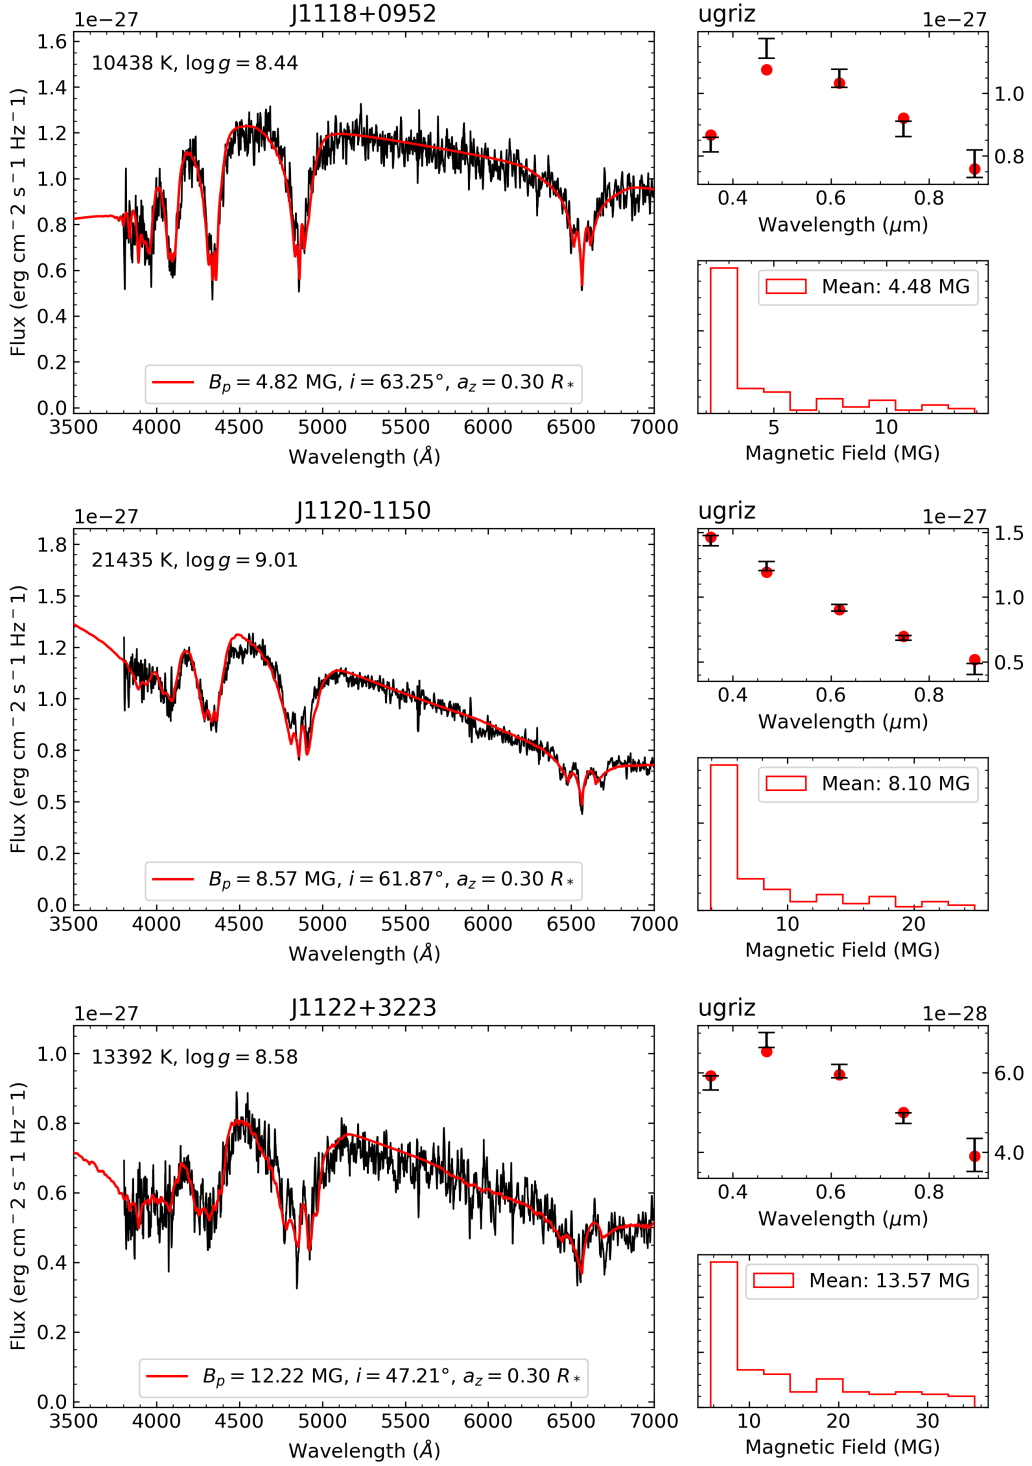 J1118+0952
1e−27
10438 K, log g = 8.44
1.6
1.4
1.2
1.0
0.8
0.6
0.4
0.2
0.0
Flux (erg cm−2 s−1 Hz−1)
B_p = 4.82 MG, i = 63.25°, a_z = 0.30 R_*
3500 4000 4500 5000 5500 6000 6500 7000
Wavelength (Å)
ugriz
1e−27
1.0
0.8
0.4 0.6 0.8
Wavelength (μm)
Mean: 4.48 MG
5 10
Magnetic Field (MG)
J1120-1150
1e−27
21435 K, log g = 9.01
1.8
1.5
1.2
1.0
0.8
0.5
0.2
0.0
Flux (erg cm−2 s−1 Hz−1)
B_p = 8.57 MG, i = 61.87°, a_z = 0.30 R_*
3500 4000 4500 5000 5500 6000 6500 7000
Wavelength (Å)
ugriz
1e−27
1.5
1.0
0.5
0.4 0.6 0.8
Wavelength (μm)
Mean: 8.10 MG
10 20
Magnetic Field (MG)
J1122+3223
1e−27
13392 K, log g = 8.58
1.0
0.8
0.6
0.4
0.2
0.0
Flux (erg cm−2 s−1 Hz−1)
B_p = 12.22 MG, i = 47.21°, a_z = 0.30 R_*
3500 4000 4500 5000 5500 6000 6500 7000
Wavelength (Å)
ugriz
1e−28
6.0
4.0
0.4 0.6 0.8
Wavelength (μm)
Mean: 13.57 MG
10 20 30
Magnetic Field (MG)